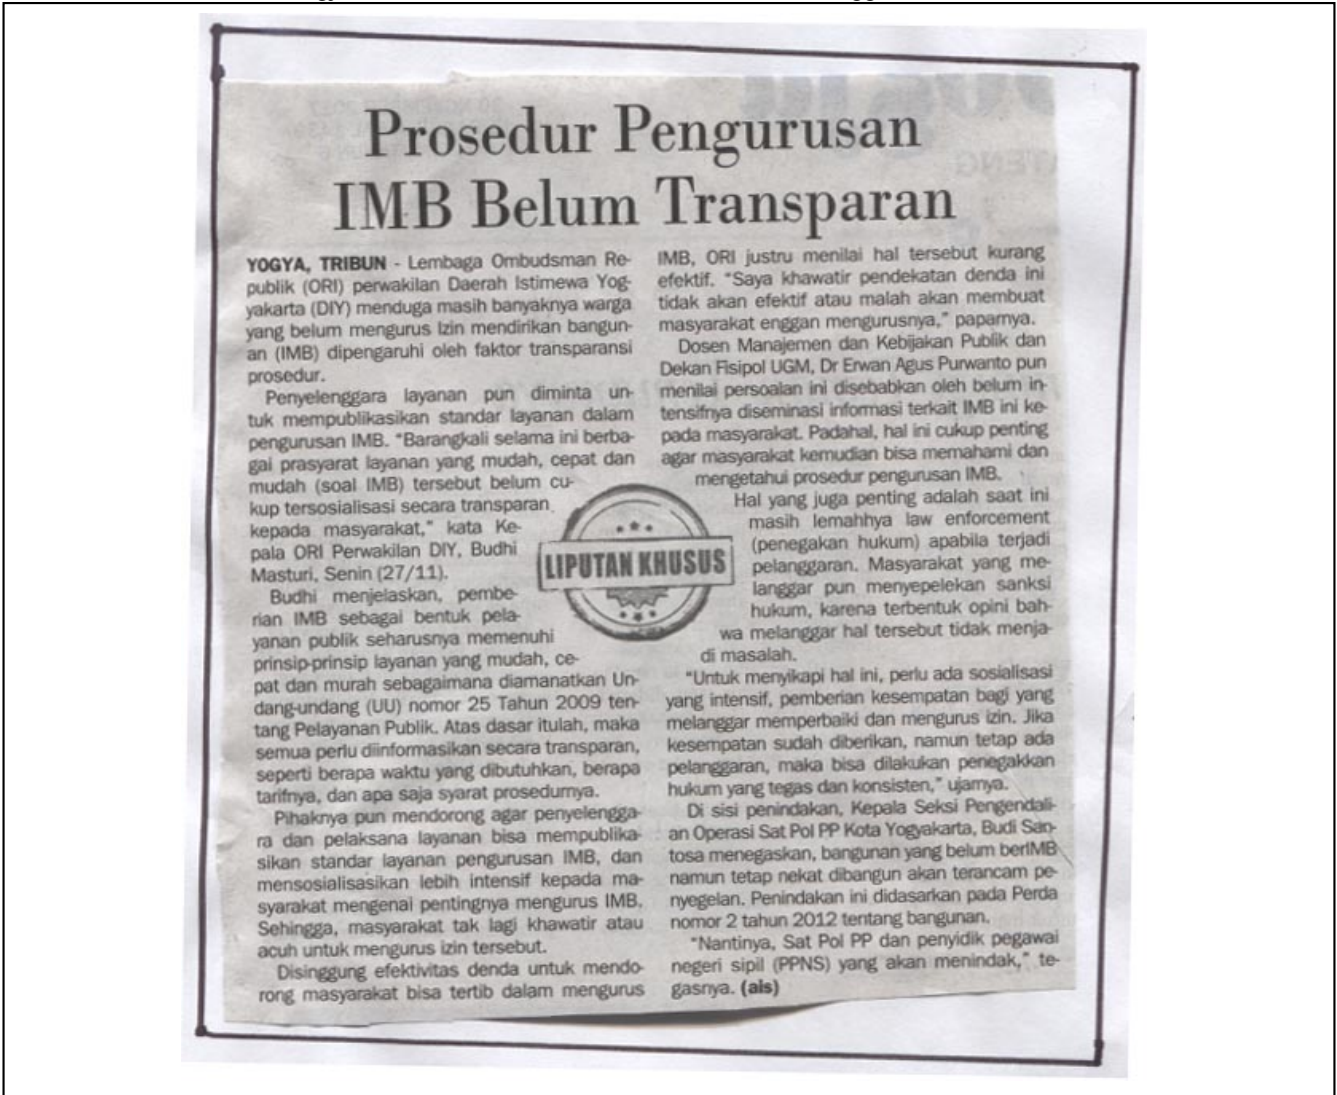 Prosedur Pengurusan
IMB Belum Transparan
YOGYA, TRIBUN - Lembaga Ombudsman Re-
publik (ORI) perwakilan Daerah Istimewa Yog-
yakarta (DIY) menduga masih banyaknya warga
yang belum mengurus Izin mendirikan bangun-
an (IMB) dipengaruhi oleh faktor transparansi
prosedur.
Penyelenggara layanan pun diminta un-
tuk mempublikasikan standar layanan dalam
pengurusan IMB. “Barangkali selama ini berba-
gai prasyarat layanan yang mudah, cepat dan
mudah (soal IMB) tersebut belum cu-
kup tersosialisasi secara transparan
kepada masyarakat,” kata Ke-
pala ORI Perwakilan DIY, Budhi
Masturi, Senin (27/11).
Budhi menjelaskan, pembe-
rian IMB sebagai bentuk pela-
yanan publik seharusnya memenuhi
prinsip-prinsip layanan yang mudah, ce-
pat dan murah sebagaimana diamanatkan Un-
dang-undang (UU) nomor 25 Tahun 2009 ten-
tang Pelayanan Publik. Atas dasar itulah, maka
semua perlu diinformasikan secara transparan,
seperti berapa waktu yang dibutuhkan, berapa
tarifnya, dan apa saja syarat prosedurnya.
Pihaknya pun mendorong agar penyelengga-
ra dan pelaksana layanan bisa mempublika-
sikan standar layanan pengurusan IMB, dan
mensosialisasikan lebih intensif kepada ma-
syarakat mengenai pentingnya mengurus IMB.
Sehingga, masyarakat tak lagi khawatir atau
acuh untuk mengurus izin tersebut.
Disinggung efektivitas denda untuk mendo-
rong masyarakat bisa tertib dalam mengurus
IMB, ORI justru menilai hal tersebut kurang
efektif. “Saya khawatir pendekatan denda ini
tidak akan efektif atau malah akan membuat
masyarakat enggan mengurusnya,” paparnya.
Dosen Manajemen dan Kebijakan Publik dan
Dekan Fisipol UGM, Dr Erwan Agus Purwanto pun
menilai persoalan ini disebabkan oleh belum in-
tensifnya diseminasi informasi terkait IMB ini ke-
pada masyarakat. Padahal, hal ini cukup penting
agar masyarakat kemudian bisa memahami dan
mengetahui prosedur pengurusan IMB.
Hal yang juga penting adalah saat ini
masih lemahhya law enforcement
(penegakan hukum) apabila terjadi
pelanggaran. Masyarakat yang me-
langgar pun menyepelekan sanksi
hukum, karena terbentuk opini bah-
wa melanggar hal tersebut tidak menja-
di masalah.
“Untuk menyikapi hal ini, perlu ada sosialisasi
yang intensif, pemberian kesempatan bagi yang
melanggar memperbaiki dan mengurus izin. Jika
kesempatan sudah diberikan, namun tetap ada
pelanggaran, maka bisa dilakukan penegakkan
hukum yang tegas dan konsisten,” ujarnya.
Di sisi penindakan, Kepala Seksi Pengendali-
an Operasi Sat Pol PP Kota Yogyakarta, Budi San-
tosa menegaskan, bangunan yang belum berIMB
namun tetap nekat dibangun akan terancam pe-
nyegelan. Penindakan ini didasarkan pada Perda
nomor 2 tahun 2012 tentang bangunan.
“Nantinya, Sat Pol PP dan penyidik pegawai
negeri sipil (PPNS) yang akan menindak,” te-
gasnya. (als)
LIPUTAN KHUSUS